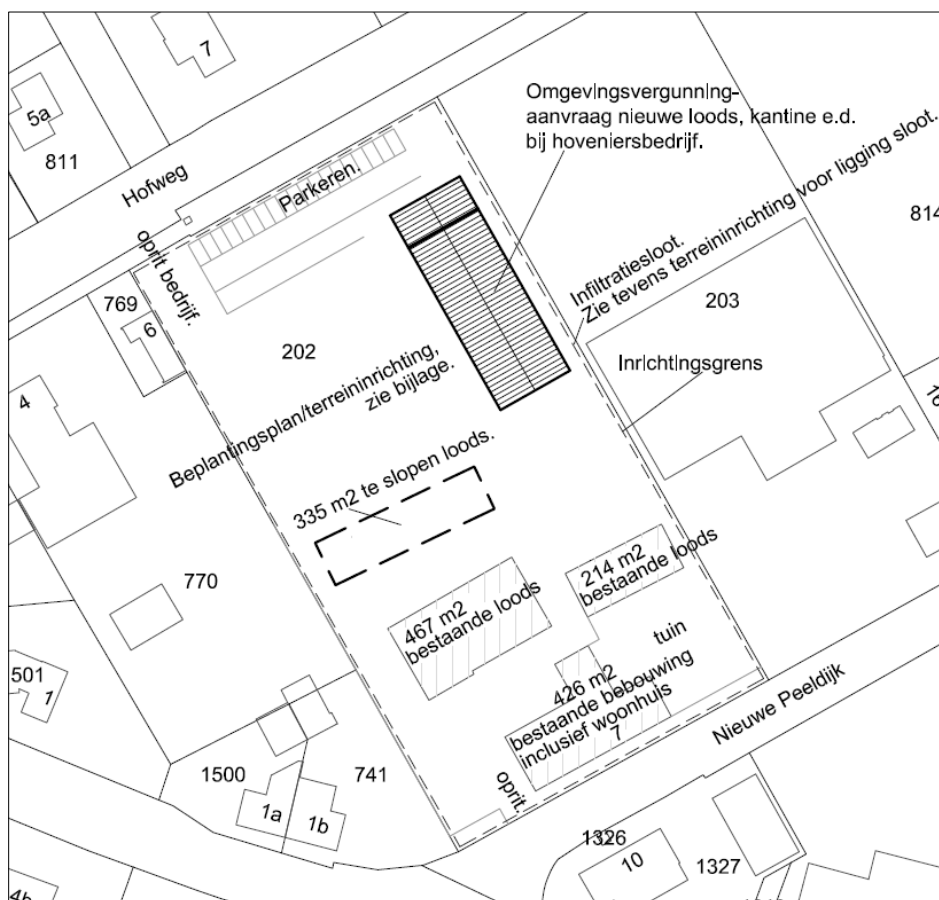 7
5a
811
Hofweg
Parkeren.
Omgevingsvergunning-
aanvraag nieuwe loods, kantine e.d.
bij hoveniersbedrijf.
oprit bedrijf.
Infiltratiesloot.
Zie tevens terreininrichting voor ligging sloot.
814
769
6
202
203
Inrichtingsgrens
4
Beplantingsplan/terreininrichting,
zie bijlage.
335 m2 te slopen loods.
770
467 m2
bestaande loods
214 m2
bestaande loods
tuin
426 m2
bestaande bebouwing
inclusief woonhuis
7
Nieuwe Peeldijk
501
1
1500
741
1a
1b
oprit.
1326
10
1327
4b